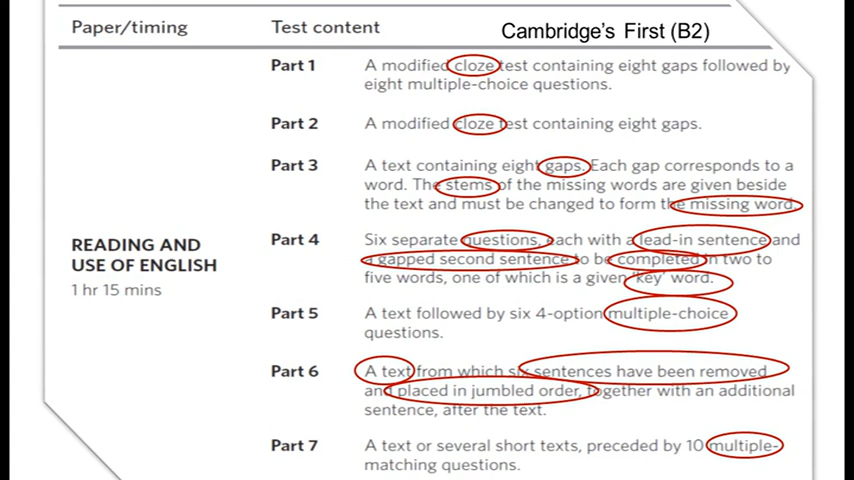 Paper/timing Test content Cambridge's First (B2)
Part 1 A modified cloze test containing eight gaps followed by
eight multiple-choice questions.
Part 2 A modified cloze test containing eight gaps.
Part 3 A text containing eight gaps. Each gap corresponds to a
word. The stems of the missing words are given beside
the text and must be changed to form the missing word.
READING AND
USE OF ENGLISH
1 hr 15 mins
Part 4 Six separate questions, each with a lead-in sentence and
a gapped second sentence to be completed in two to
five words, one of which is a given 'key' word.
Part 5 A text followed by six 4-option multiple-choice
questions.
Part 6 A text from which six sentences have been removed
and placed in jumbled order, together with an additional
sentence, after the text.
Part 7 A text or several short texts, preceded by 10 multiple-
matching questions.